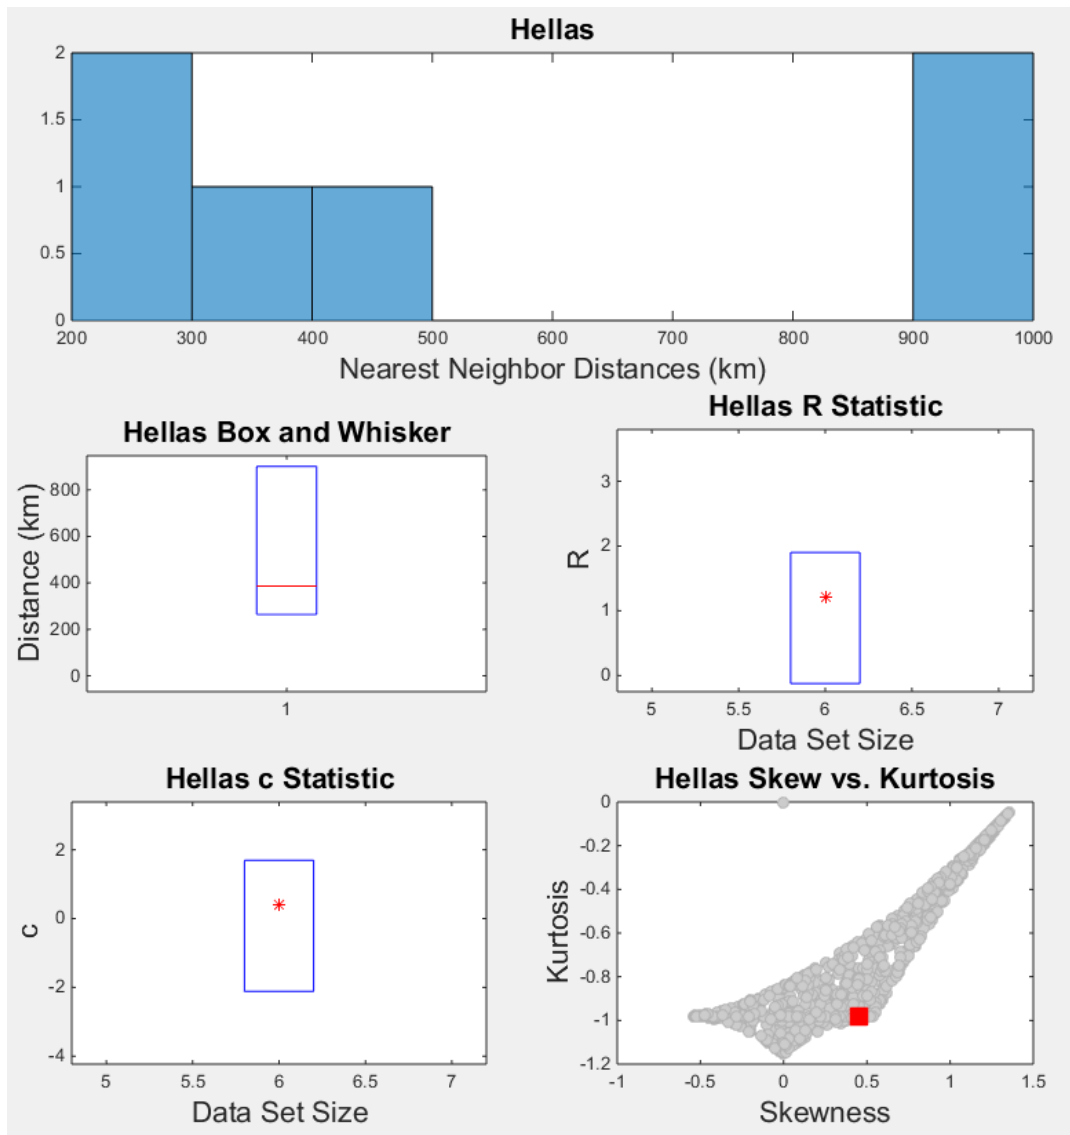 Hellas
2
1.5
1
0.5
0
200 300 400 500 600 700 800 900 1000
Nearest Neighbor Distances (km)
Hellas Box and Whisker
Distance (km)
800
600
400
200
0
1
Hellas R Statistic
R
3
2
1
0
5 5.5 6 6.5 7
Data Set Size
Hellas c Statistic
c
2
0
-2
-4
5 5.5 6 6.5 7
Data Set Size
Hellas Skew vs. Kurtosis
Kurtosis
0
-0.2
-0.4
-0.6
-0.8
-1
-1.2
-1 -0.5 0 0.5 1 1.5
Skewness